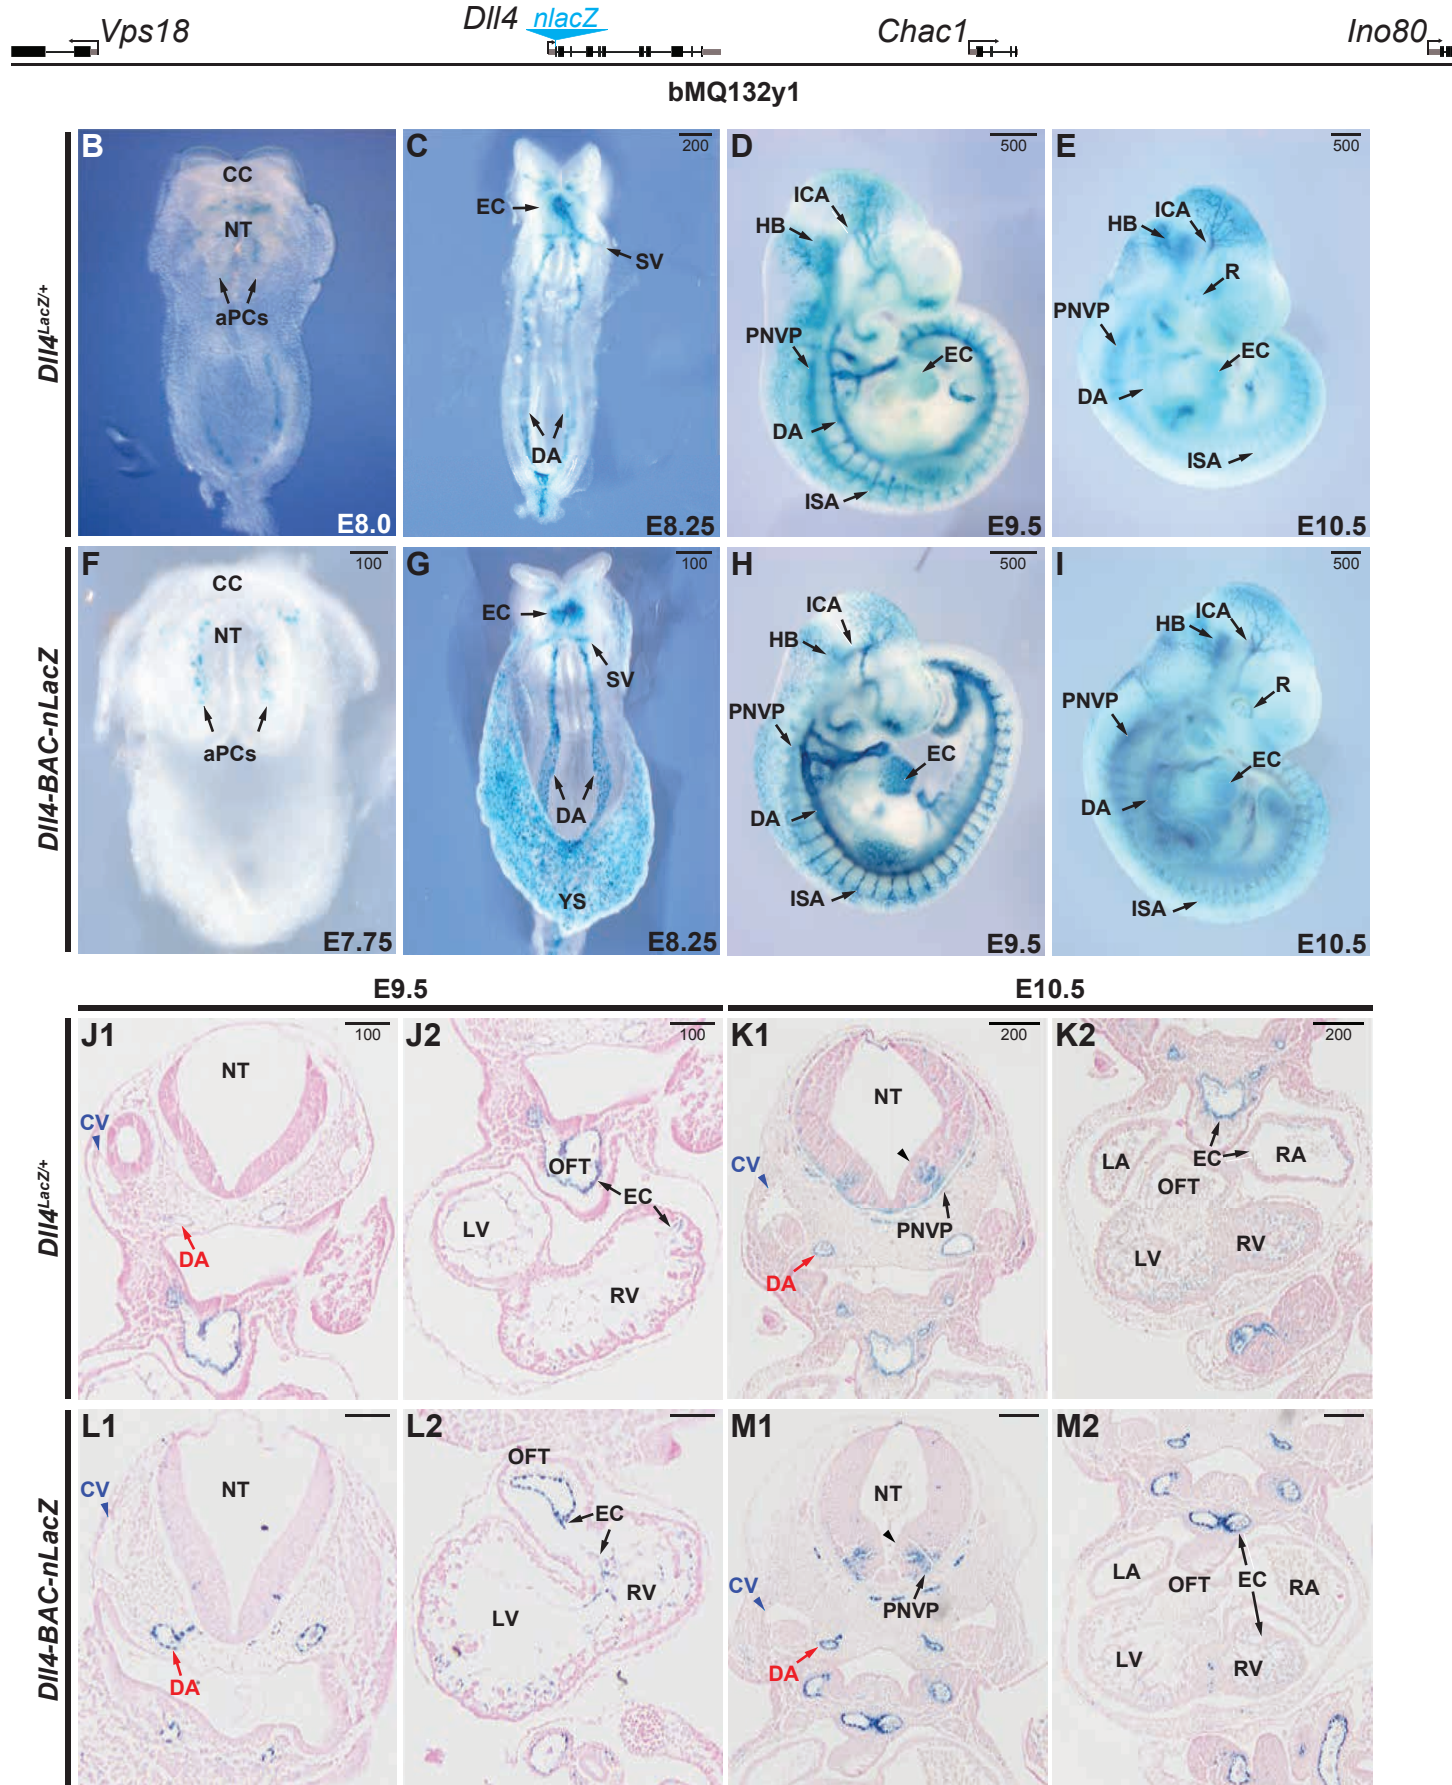 Vps18 Dll4 nlacZ Chac1 Ino80
bMQ132y1
Dll4LacZ/+
B CC NT aPCs E8.0
C 200 EC SV DA E8.25
D 500 ICA HB PNVP EC DA ISA E9.5
E 500 ICA HB R PNVP EC DA ISA E10.5
Dll4-BAC-nLacZ
F 100 CC NT aPCs E7.75
G 100 EC SV DA YS E8.25
H 500 ICA HB PNVP EC DA ISA E9.5
I 500 ICA HB R PNVP EC DA ISA E10.5
E9.5 E10.5
Dll4LacZ/+
J1 100 NT CV DA
J2 100 OFT EC LV RV
K1 200 NT CV PNVP DA
K2 200 LA EC RA OFT LV RV
Dll4-BAC-nLacZ
L1 NT CV DA
L2 OFT EC RV LV
M1 NT CV PNVP DA
M2 LA OFT EC RA LV RV